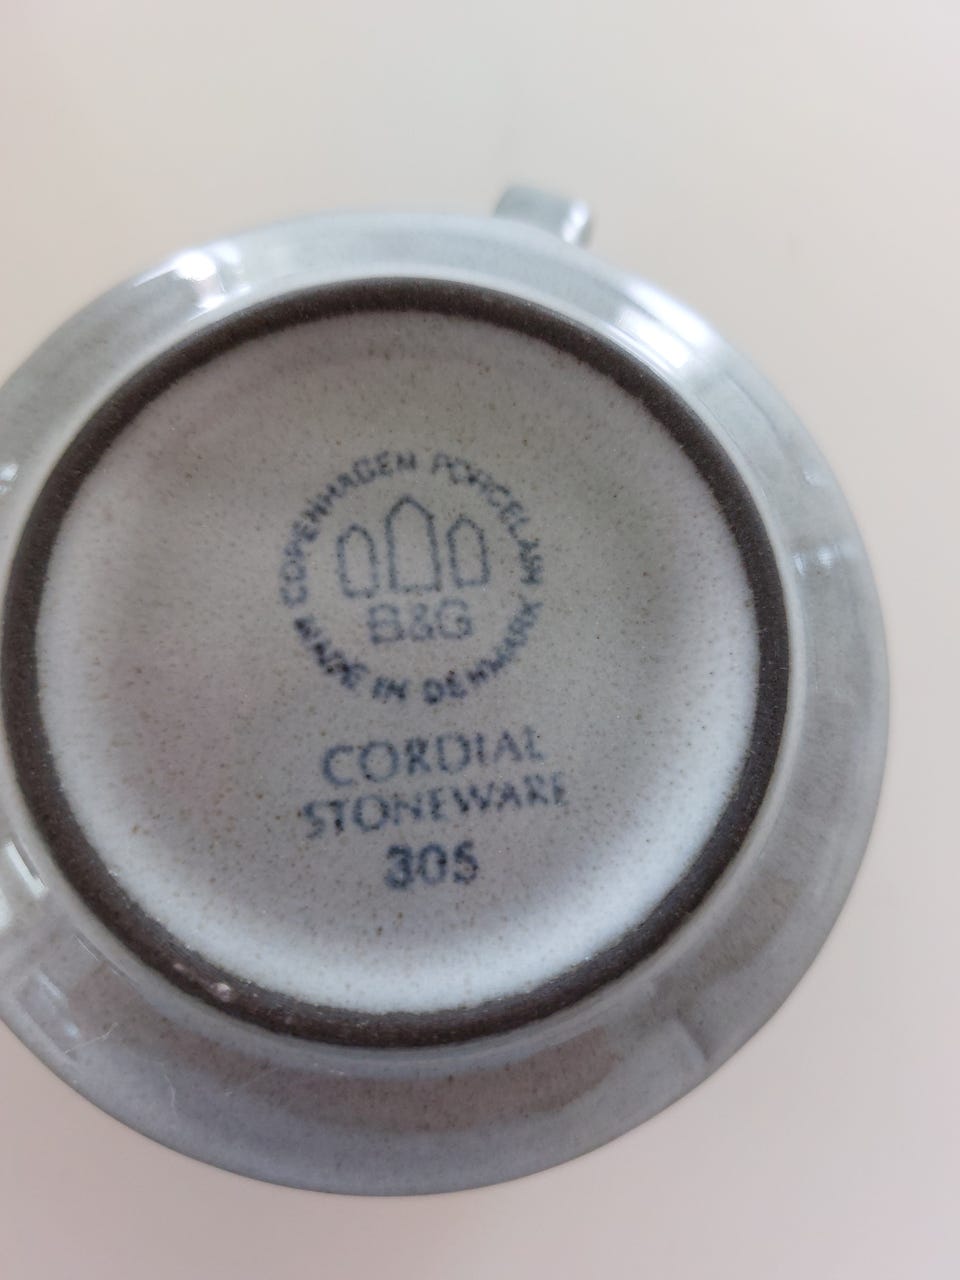 COPENHAGEN PORCELAIN
B&G
MADE IN DENMARK
CORDIAL
STONEWARE
305